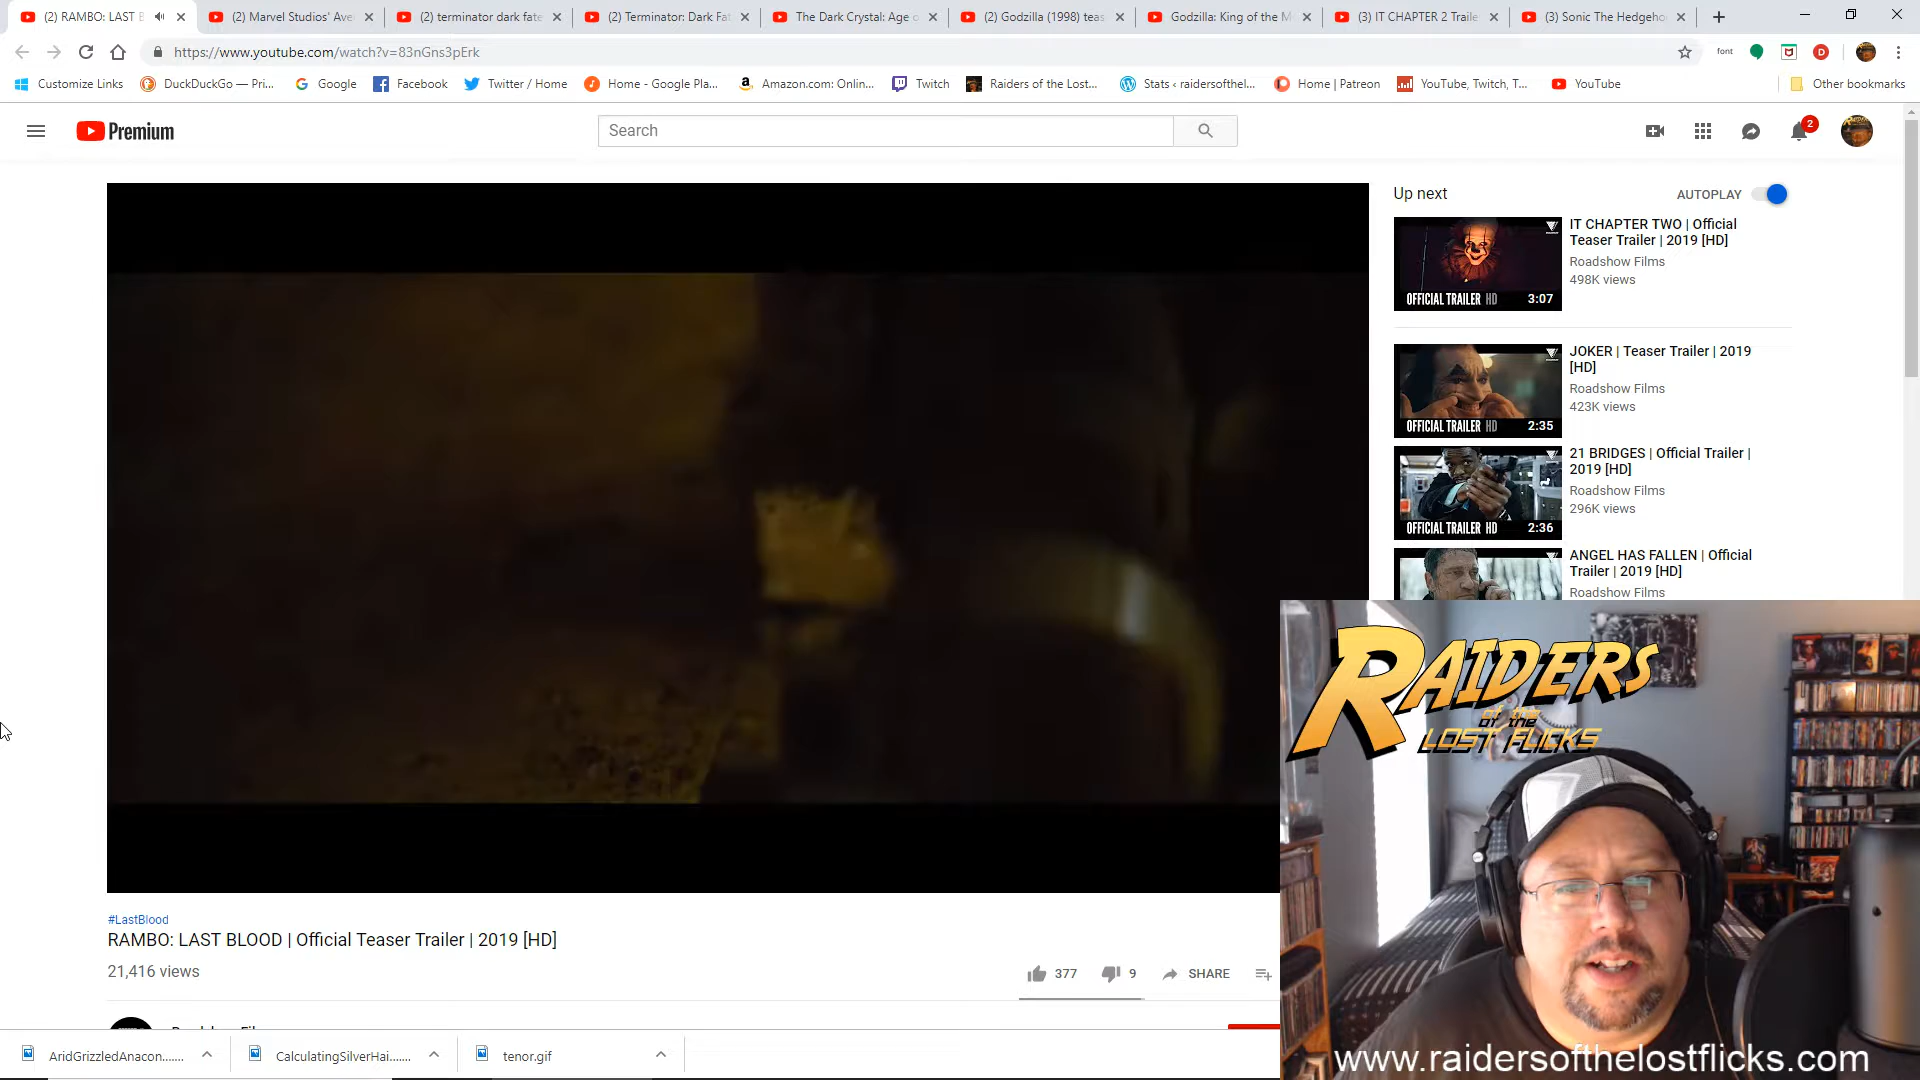 (2) RAMBO: LAST B
(2) Marvel Studios' Ave
(2) terminator dark fate
(2) Terminator: Dark Fat
The Dark Crystal: Age o
(2) Godzilla (1998) teas
Godzilla: King of the M
(3) IT CHAPTER 2 Traile
(3) Sonic The Hedgeho
https://www.youtube.com/watch?v=83nGns3pErk
font
Customize Links
DuckDuckGo — Pri...
Google
Facebook
Twitter / Home
Home - Google Pla...
Amazon.com: Onlin...
Twitch
Raiders of the Lost...
Stats ‹ raidersofthel...
Home | Patreon
YouTube, Twitch, T...
YouTube
Other bookmarks
Premium
Search
2
Up next
AUTOPLAY
IT CHAPTER TWO | Official
Teaser Trailer | 2019 [HD]
Roadshow Films
498K views
OFFICIAL TRAILER HD
3:07
JOKER | Teaser Trailer | 2019
[HD]
Roadshow Films
423K views
OFFICIAL TRAILER HD
2:35
21 BRIDGES | Official Trailer |
2019 [HD]
Roadshow Films
296K views
OFFICIAL TRAILER HD
2:36
ANGEL HAS FALLEN | Official
Trailer | 2019 [HD]
Roadshow Films
RAIDERS
of the
LOST FLICKS
#LastBlood
RAMBO: LAST BLOOD | Official Teaser Trailer | 2019 [HD]
21,416 views
377
9
SHARE
AridGrizzledAnacon.......
CalculatingSilverHai.......
tenor.gif
www.raidersofthelostflicks.com